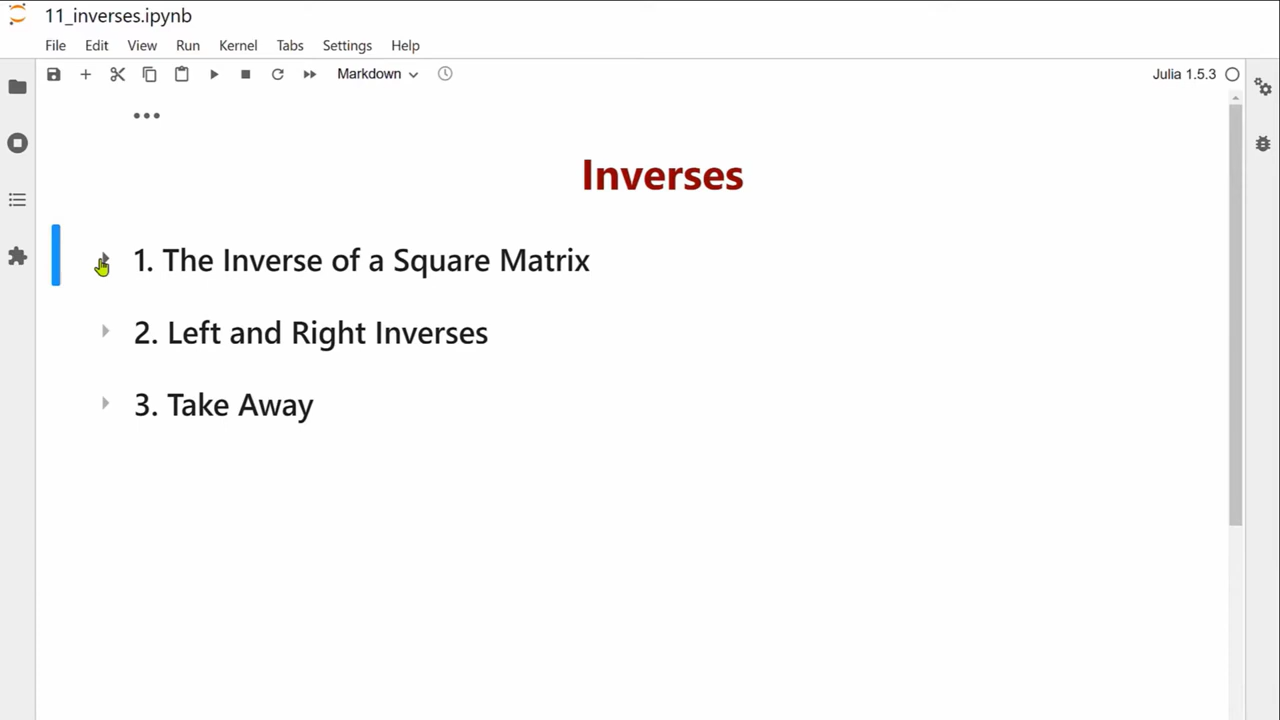 11_inverses.ipynb
File Edit View Run Kernel Tabs Settings Help
Markdown Julia 1.5.3
Inverses
1. The Inverse of a Square Matrix
2. Left and Right Inverses
3. Take Away